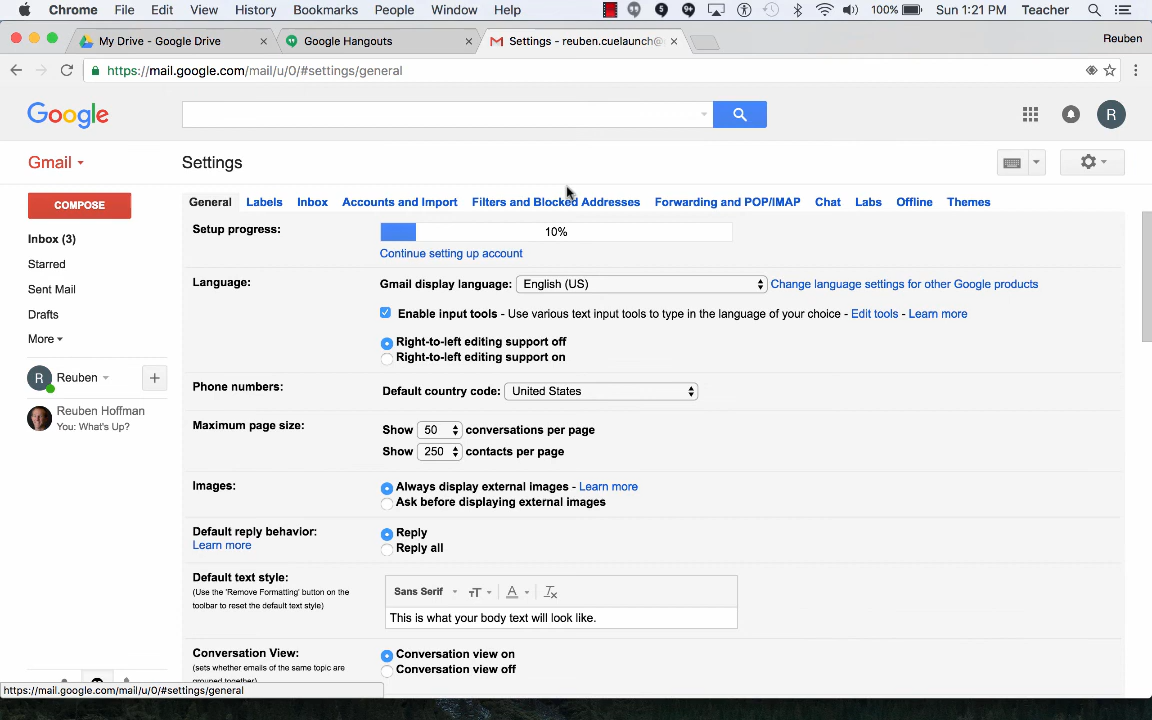 Chrome File Edit View History Bookmarks People Window Help 5 9+ 100% Sun 1:21 PM Teacher
My Drive - Google Drive Google Hangouts Settings - reuben.cuelaunch@ Reuben
https://mail.google.com/mail/u/0/#settings/general
Google R
Gmail Settings
COMPOSE
General Labels Inbox Accounts and Import Filters and Blocked Addresses Forwarding and POP/IMAP Chat Labs Offline Themes
Inbox (3)
Starred
Sent Mail
Drafts
More
R Reuben +
Reuben Hoffman
You: What's Up?
Setup progress: 10%
Continue setting up account
Language: Gmail display language: English (US) Change language settings for other Google products
Enable input tools - Use various text input tools to type in the language of your choice - Edit tools - Learn more
Right-to-left editing support off
Right-to-left editing support on
Phone numbers: Default country code: United States
Maximum page size: Show 50 conversations per page
Show 250 contacts per page
Images: Always display external images - Learn more
Ask before displaying external images
Default reply behavior: Reply
Learn more Reply all
Default text style:
(Use the 'Remove Formatting' button on the
toolbar to reset the default text style)
Sans Serif
This is what your body text will look like.
Conversation View: Conversation view on
(sets whether emails of the same topic are Conversation view off
grouped together)
https://mail.google.com/mail/u/0/#settings/general